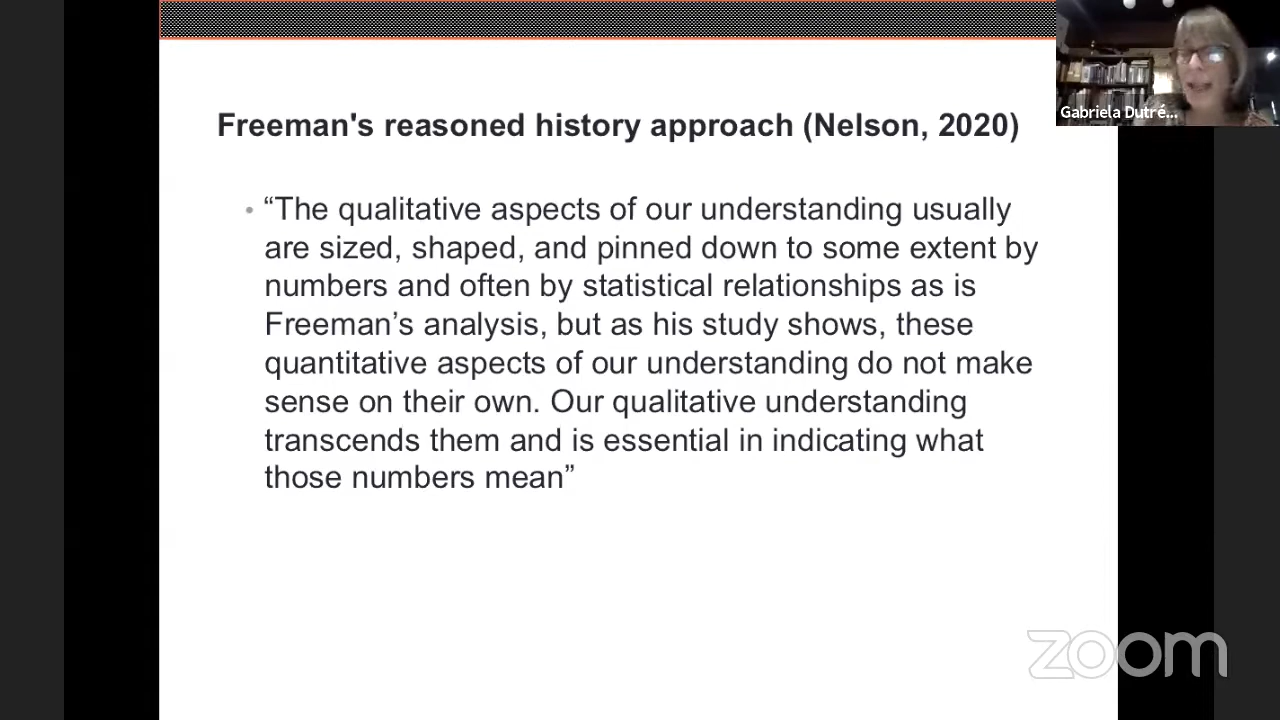 Freeman's reasoned history approach (Nelson, 2020)
Gabriela Dutré...
• “The qualitative aspects of our understanding usually
are sized, shaped, and pinned down to some extent by
numbers and often by statistical relationships as is
Freeman’s analysis, but as his study shows, these
quantitative aspects of our understanding do not make
sense on their own. Our qualitative understanding
transcends them and is essential in indicating what
those numbers mean”
zoom